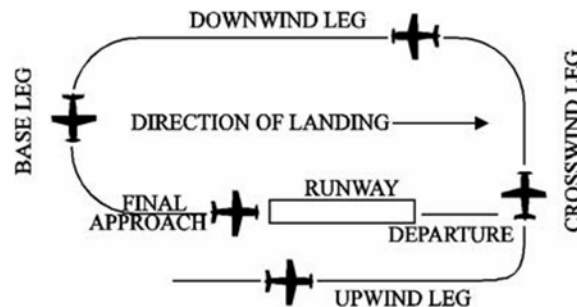 DOWNWIND LEG
BASE LEG
CROSSWIND LEG
DIRECTION OF LANDING
RUNWAY
FINAL
APPROACH
DEPARTURE
UPWIND LEG